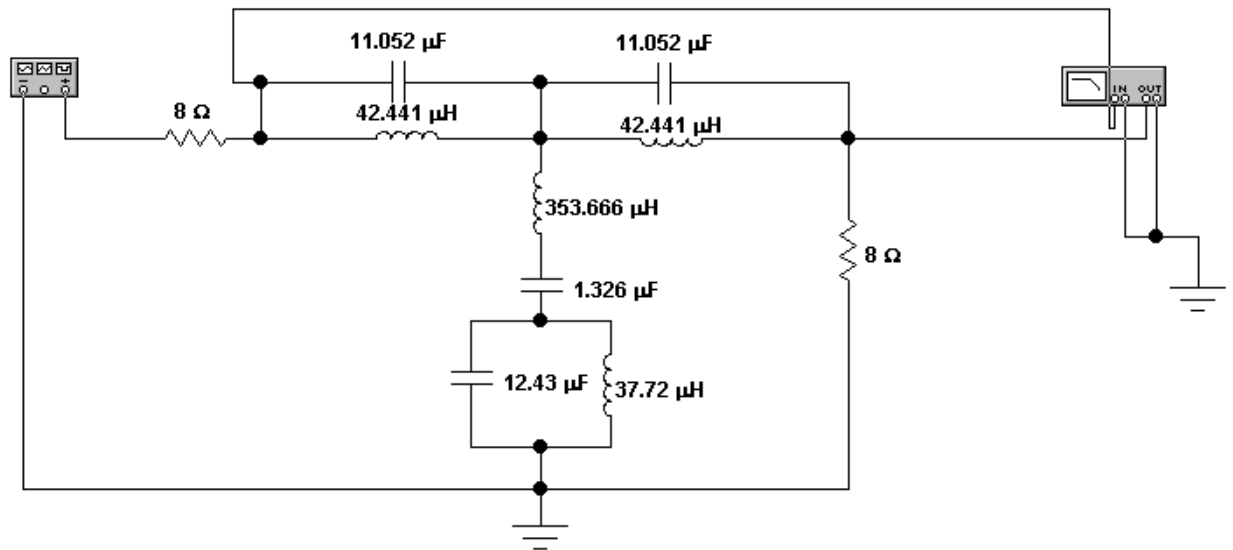 11.052 µF
11.052 µF
8 Ω
42.441 µH
42.441 µH
IN OUT
353.666 µH
8 Ω
1.326 µF
12.43 µF
37.72 µH